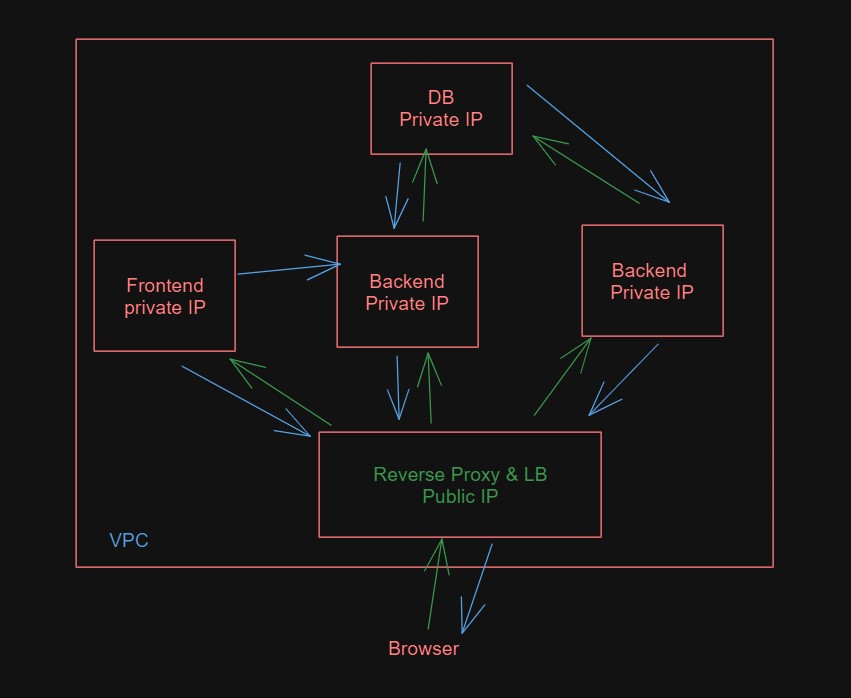 DB
Private IP
Frontend
private IP
Backend
Private IP
Backend
Private IP
Reverse Proxy & LB
Public IP
VPC
Browser